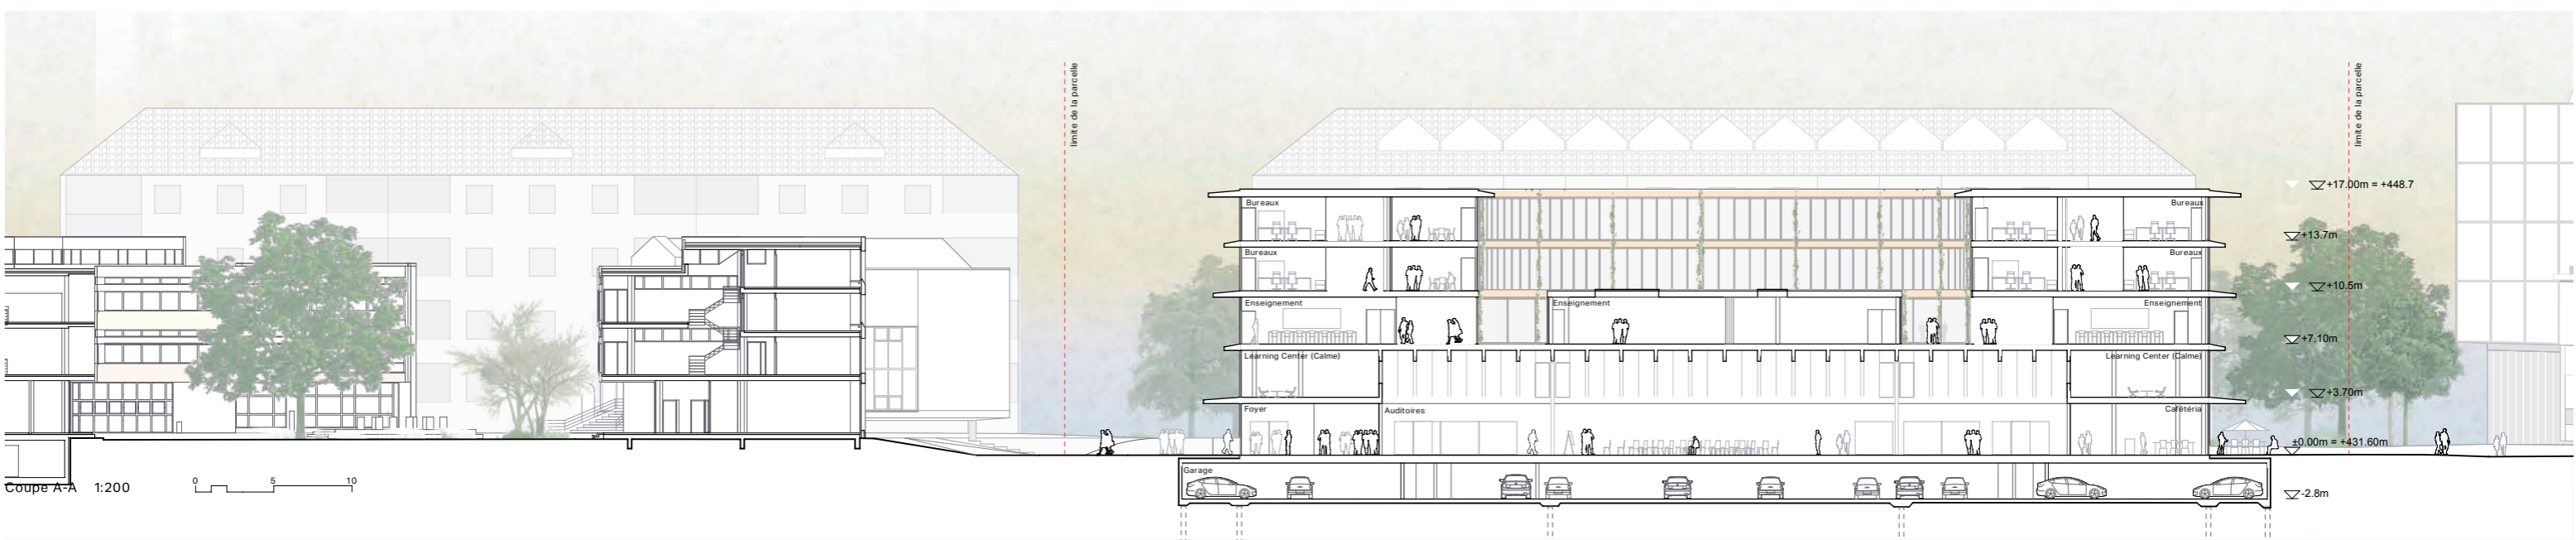 limite de la parcelle
limite de la parcelle
+17.00m = +448.7
Bureaux
Bureaux
+13.7m
Bureaux
Bureaux
+10.5m
Enseignement
Enseignement
Enseignement
+7.10m
Learning Center (Calme)
Learning Center (Calme)
+3.70m
Foyer
Auditoires
Cafétéria
±0.00m = +431.60m
Garage
Coupe A-A 1:200
0 5 10
-2.8m